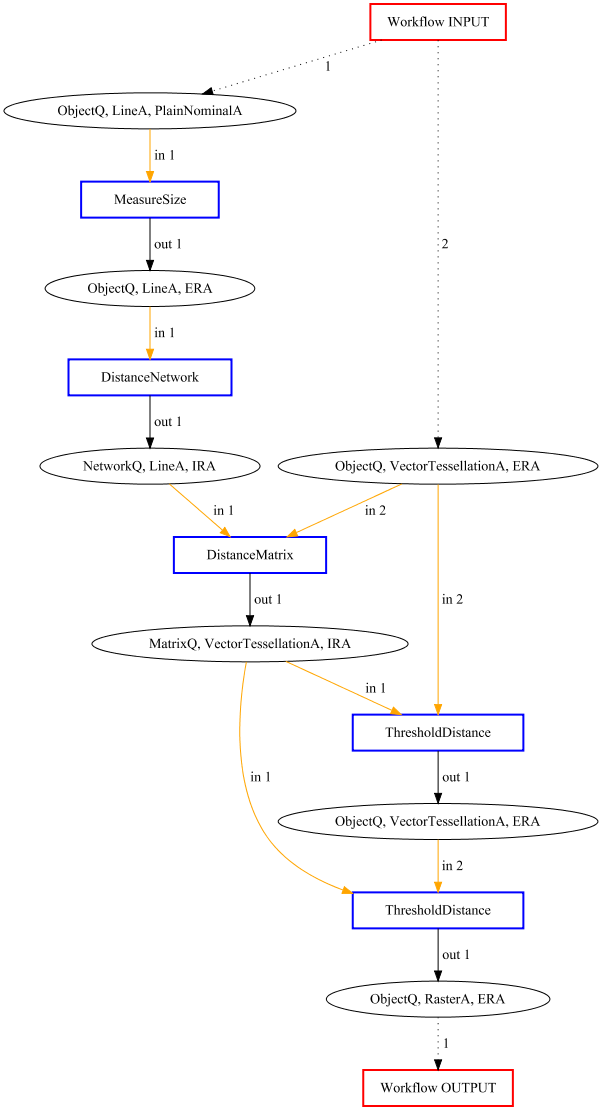 Workflow INPUT
1
ObjectQ, LineA, PlainNominalA
in 1
MeasureSize
out 1
2
ObjectQ, LineA, ERA
in 1
DistanceNetwork
out 1
NetworkQ, LineA, IRA
ObjectQ, VectorTessellationA, ERA
in 1
in 2
DistanceMatrix
out 1
in 2
MatrixQ, VectorTessellationA, IRA
in 1
ThresholdDistance
in 1
out 1
ObjectQ, VectorTessellationA, ERA
in 2
ThresholdDistance
out 1
ObjectQ, RasterA, ERA
1
Workflow OUTPUT